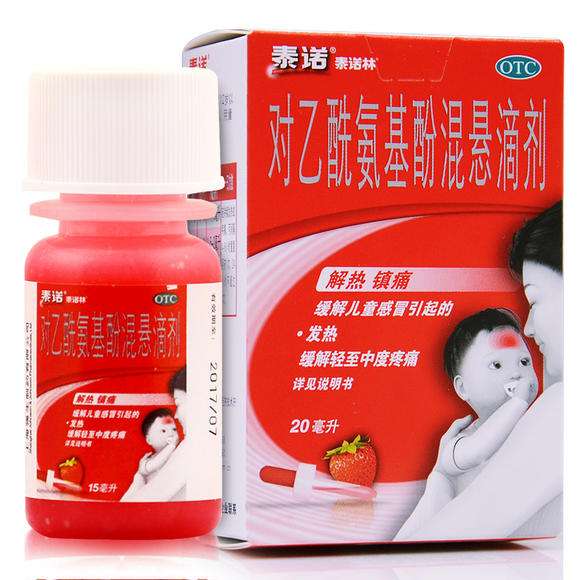 泰诺® 泰诺林®
OTC
对乙酰氨基酚混悬滴剂
解热 镇痛
缓解儿童感冒引起的
• 发热
缓解轻至中度疼痛
详见说明书
20毫升
泰诺 泰诺林
OTC
对乙酰氨基酚混悬滴剂
解热 镇痛
缓解儿童感冒引起的
• 发热
缓解轻至中度疼痛
详见说明书
15毫升
有效期至:
2017/07